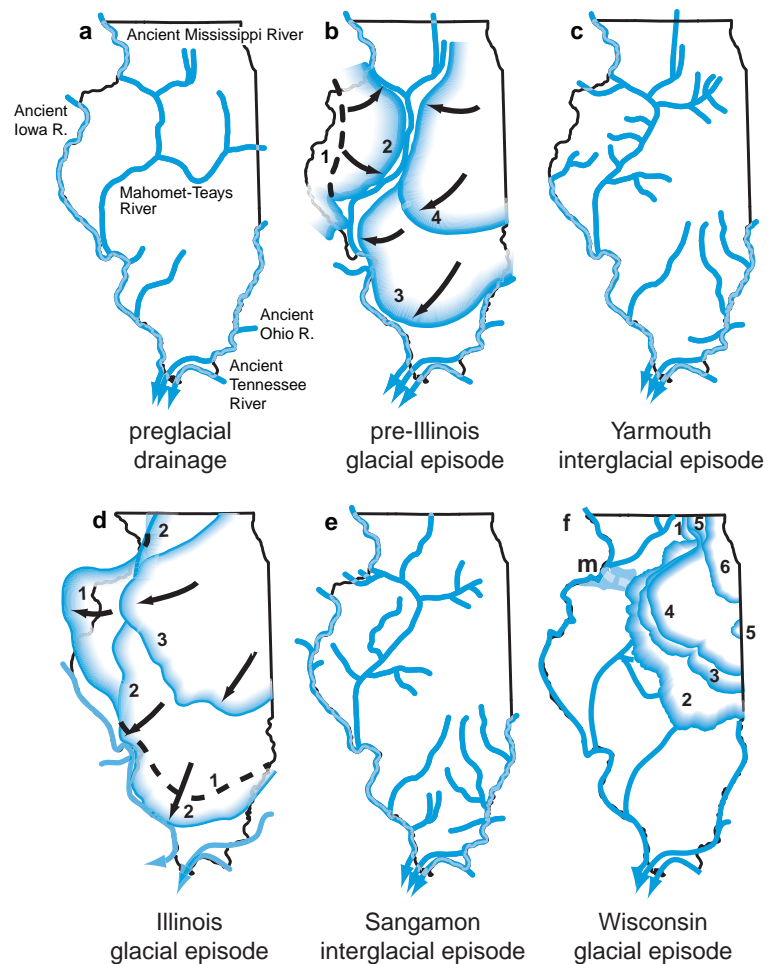 a
Ancient Mississippi River
Ancient
Iowa R.
Mahomet-Teays
River
Ancient
Ohio R.
Ancient
Tennessee
River
preglacial
drainage
b
1
2
4
3
pre-Illinois
glacial episode
c
Yarmouth
interglacial episode
d
2
1
3
2
1
2
Illinois
glacial episode
e
Sangamon
interglacial episode
f
1
5
m
6
4
5
3
2
Wisconsin
glacial episode